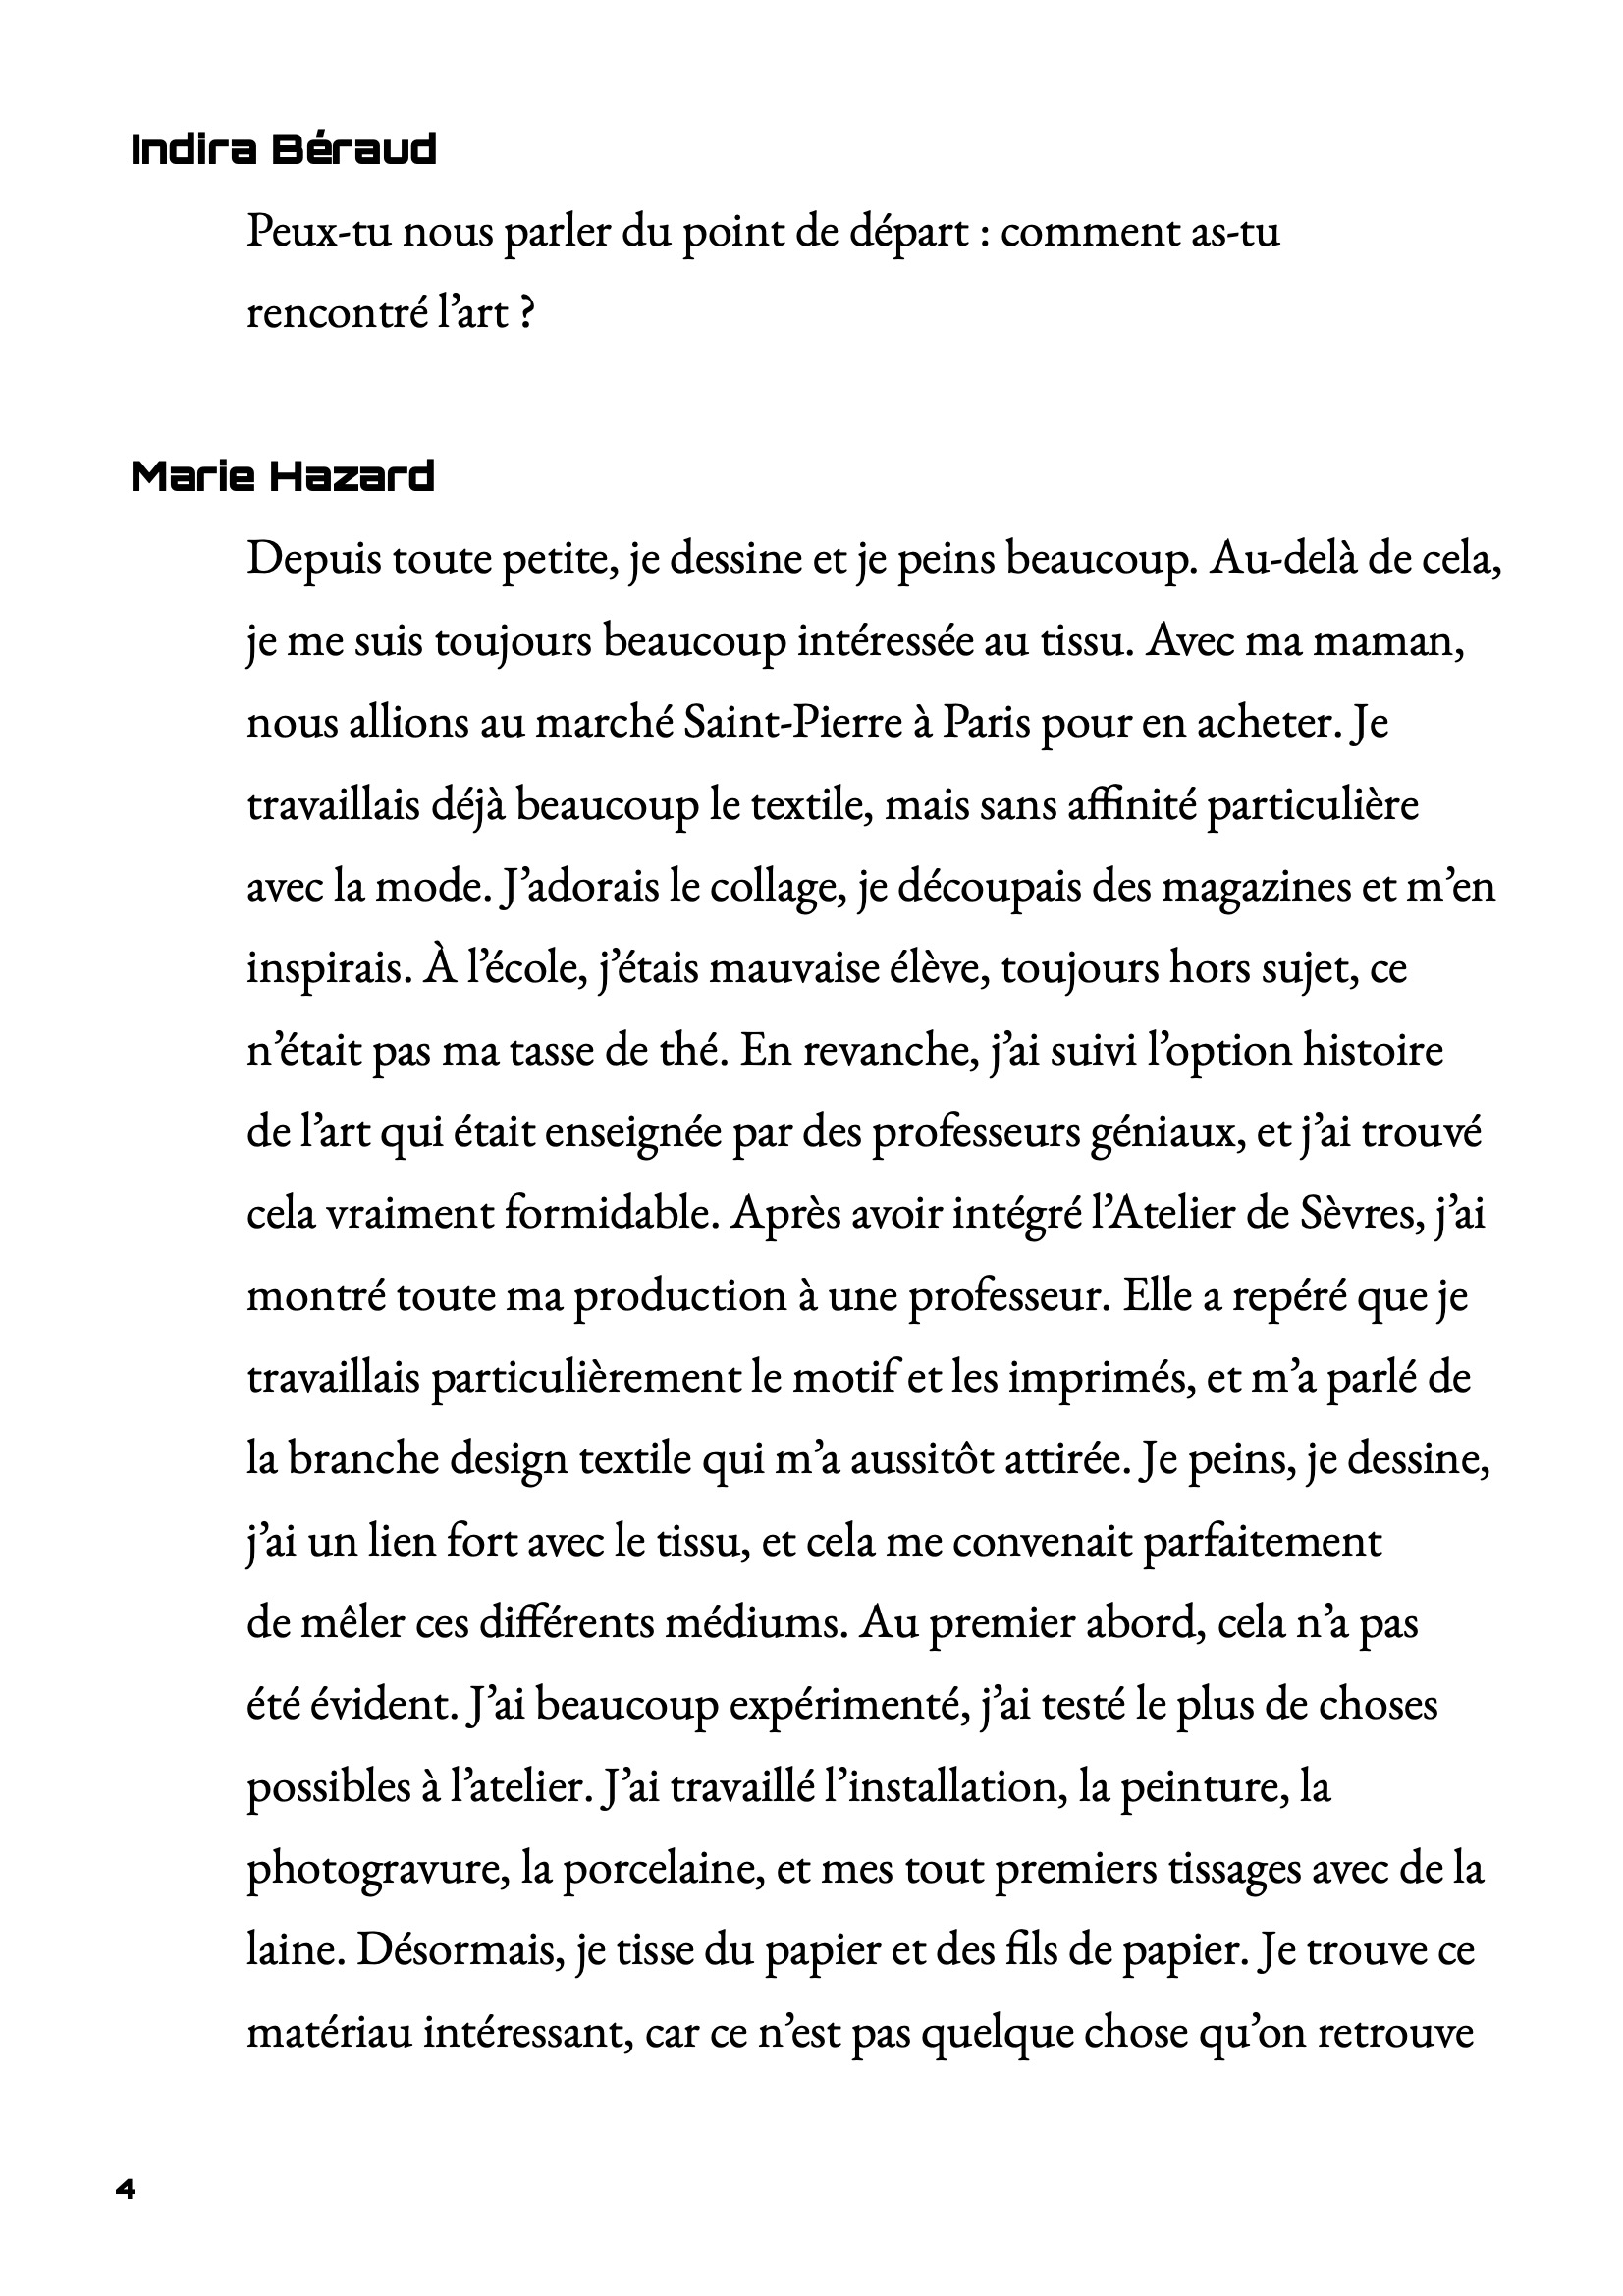 Indira Béraud
Peux-tu nous parler du point de départ : comment as-tu
rencontré l’art ?
Marie Hazard
Depuis toute petite, je dessine et je peins beaucoup. Au-delà de cela,
je me suis toujours beaucoup intéressée au tissu. Avec ma maman,
nous allions au marché Saint-Pierre à Paris pour en acheter. Je
travaillais déjà beaucoup le textile, mais sans affinité particulière
avec la mode. J’adorais le collage, je découpais des magazines et m’en
inspirais. À l’école, j’étais mauvaise élève, toujours hors sujet, ce
n’était pas ma tasse de thé. En revanche, j’ai suivi l’option histoire
de l’art qui était enseignée par des professeurs géniaux, et j’ai trouvé
cela vraiment formidable. Après avoir intégré l’Atelier de Sèvres, j’ai
montré toute ma production à une professeur. Elle a repéré que je
travaillais particulièrement le motif et les imprimés, et m’a parlé de
la branche design textile qui m’a aussitôt attirée. Je peins, je dessine,
j’ai un lien fort avec le tissu, et cela me convenait parfaitement
de mêler ces différents médiums. Au premier abord, cela n’a pas
été évident. J’ai beaucoup expérimenté, j’ai testé le plus de choses
possibles à l’atelier. J’ai travaillé l’installation, la peinture, la
photogravure, la porcelaine, et mes tout premiers tissages avec de la
laine. Désormais, je tisse du papier et des fils de papier. Je trouve ce
matériau intéressant, car ce n’est pas quelque chose qu’on retrouve
4